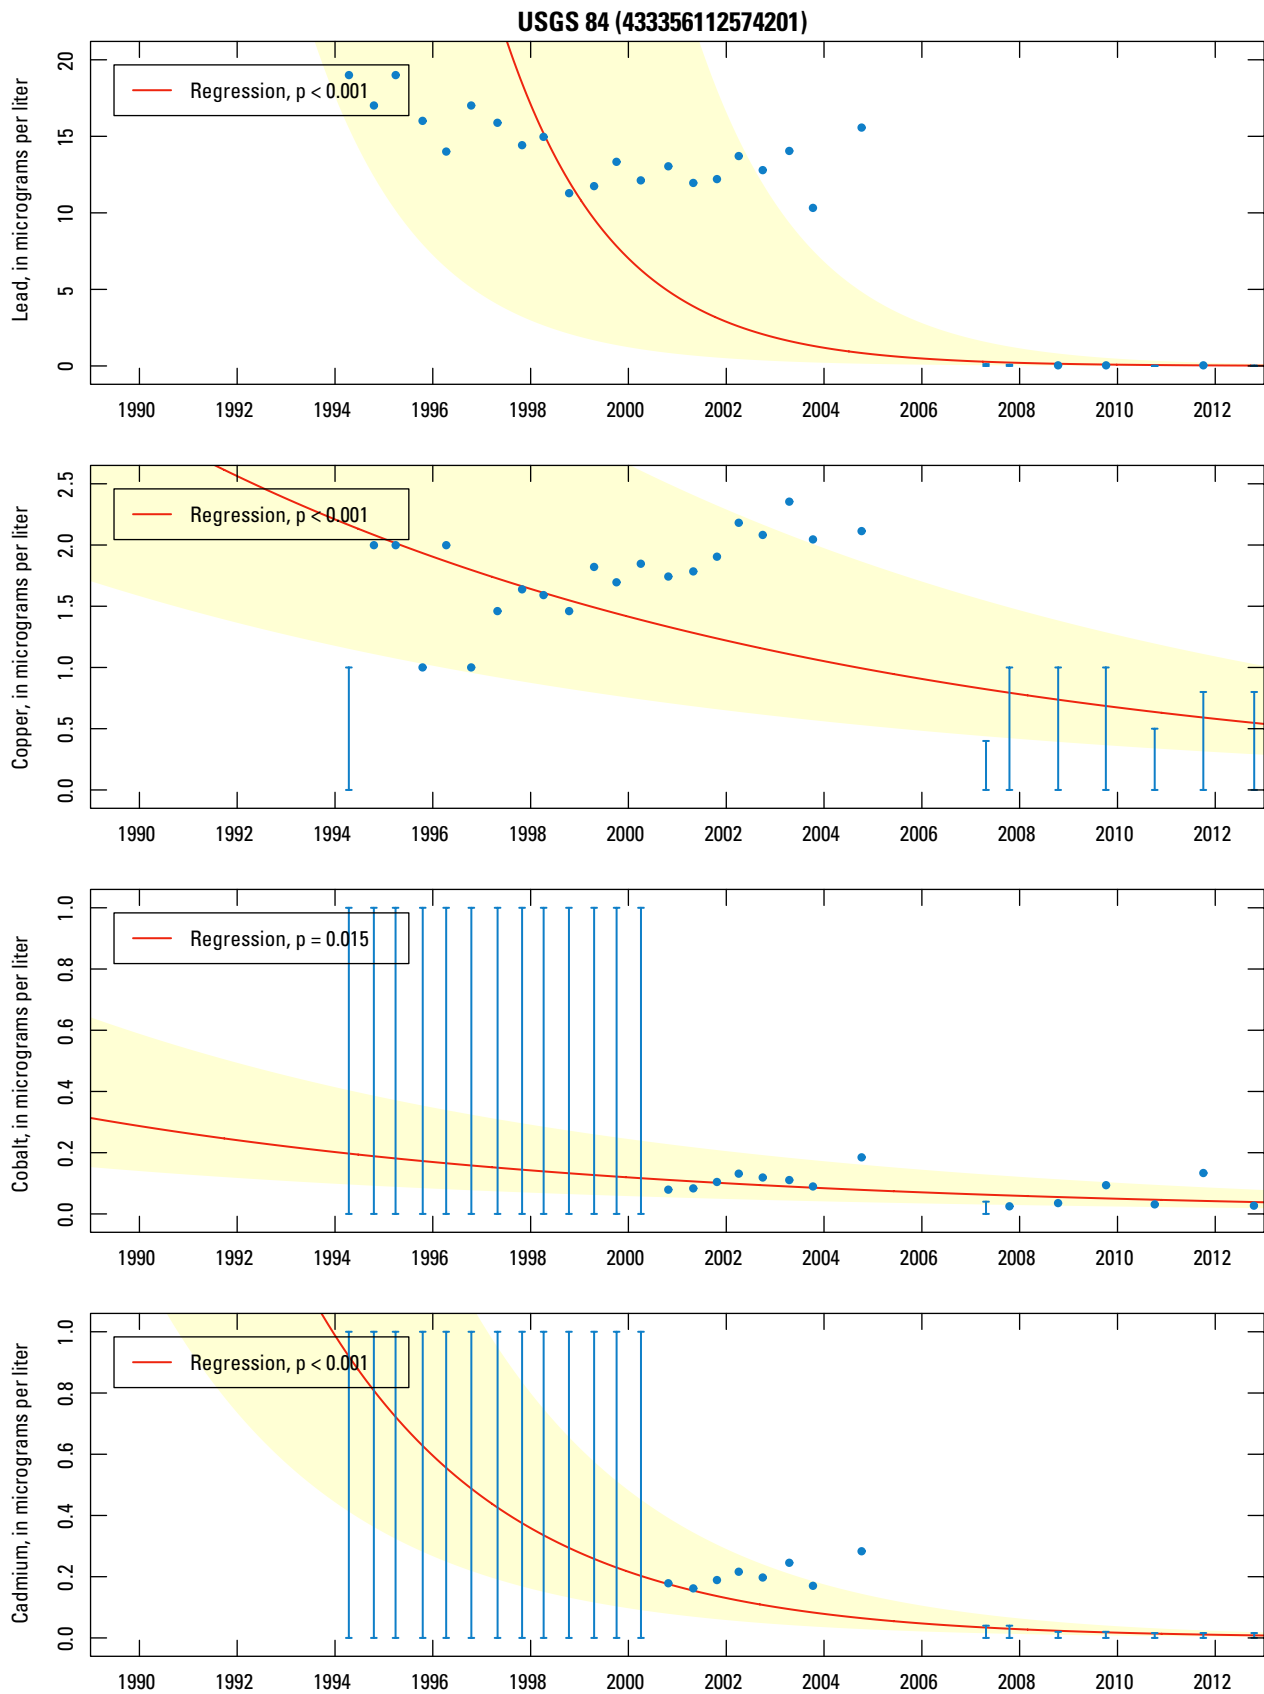 USGS 84 (433356112574201)
Lead, in micrograms per liter
20
15
10
5
0
Regression, p < 0.001
1990 1992 1994 1996 1998 2000 2002 2004 2006 2008 2010 2012
Copper, in micrograms per liter
2.5
2.0
1.5
1.0
0.5
0.0
Regression, p < 0.001
1990 1992 1994 1996 1998 2000 2002 2004 2006 2008 2010 2012
Cobalt, in micrograms per liter
1.0
0.8
0.6
0.4
0.2
0.0
Regression, p = 0.015
1990 1992 1994 1996 1998 2000 2002 2004 2006 2008 2010 2012
Cadmium, in micrograms per liter
1.0
0.8
0.6
0.4
0.2
0.0
Regression, p < 0.001
1990 1992 1994 1996 1998 2000 2002 2004 2006 2008 2010 2012